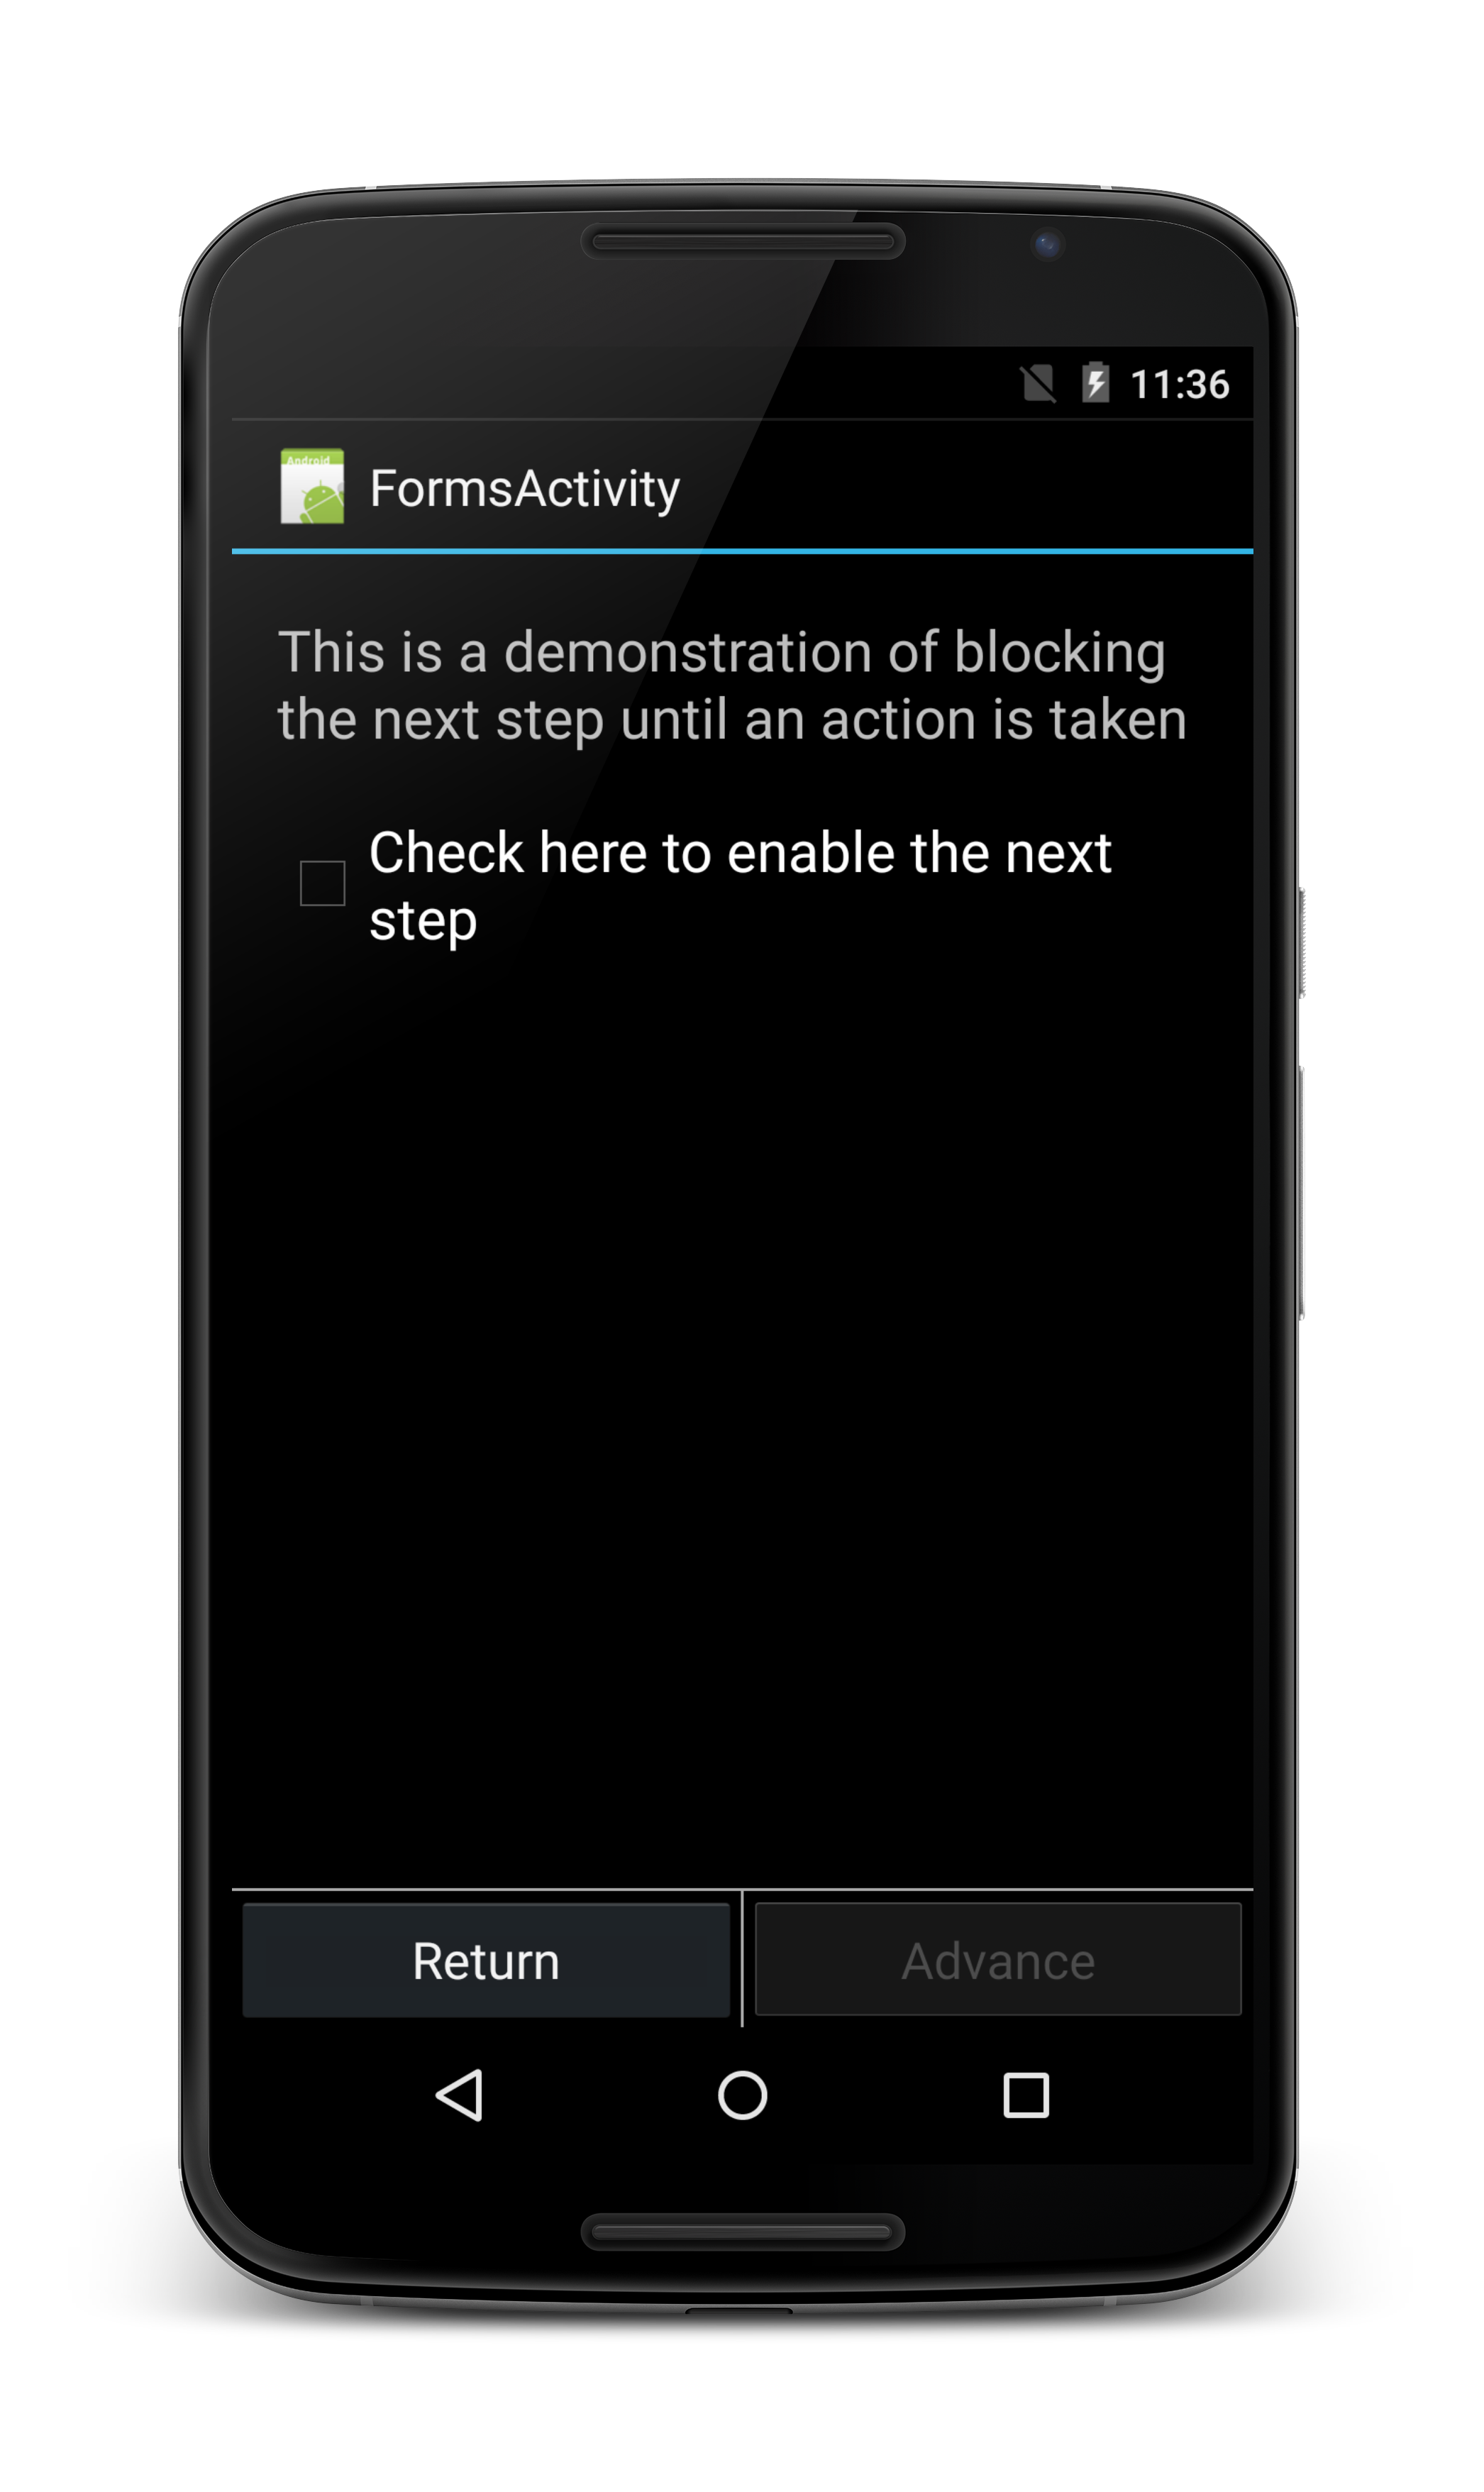 11:36
Android
FormsActivity
This is a demonstration of blocking
the next step until an action is taken
Check here to enable the next
step
Return
Advance